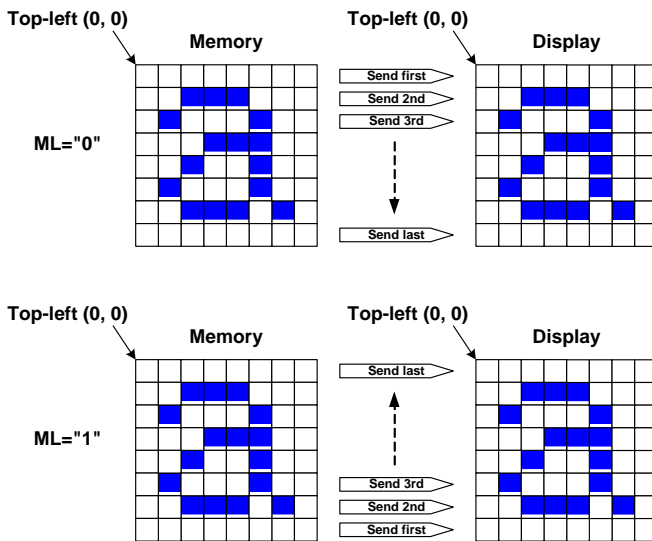 Top-left (0, 0) Top-left (0, 0)
Memory Display
Send first
Send 2nd
Send 3rd
ML="0"
Send last
Top-left (0, 0) Top-left (0, 0)
Memory Display
Send last
ML="1"
Send 3rd
Send 2nd
Send first